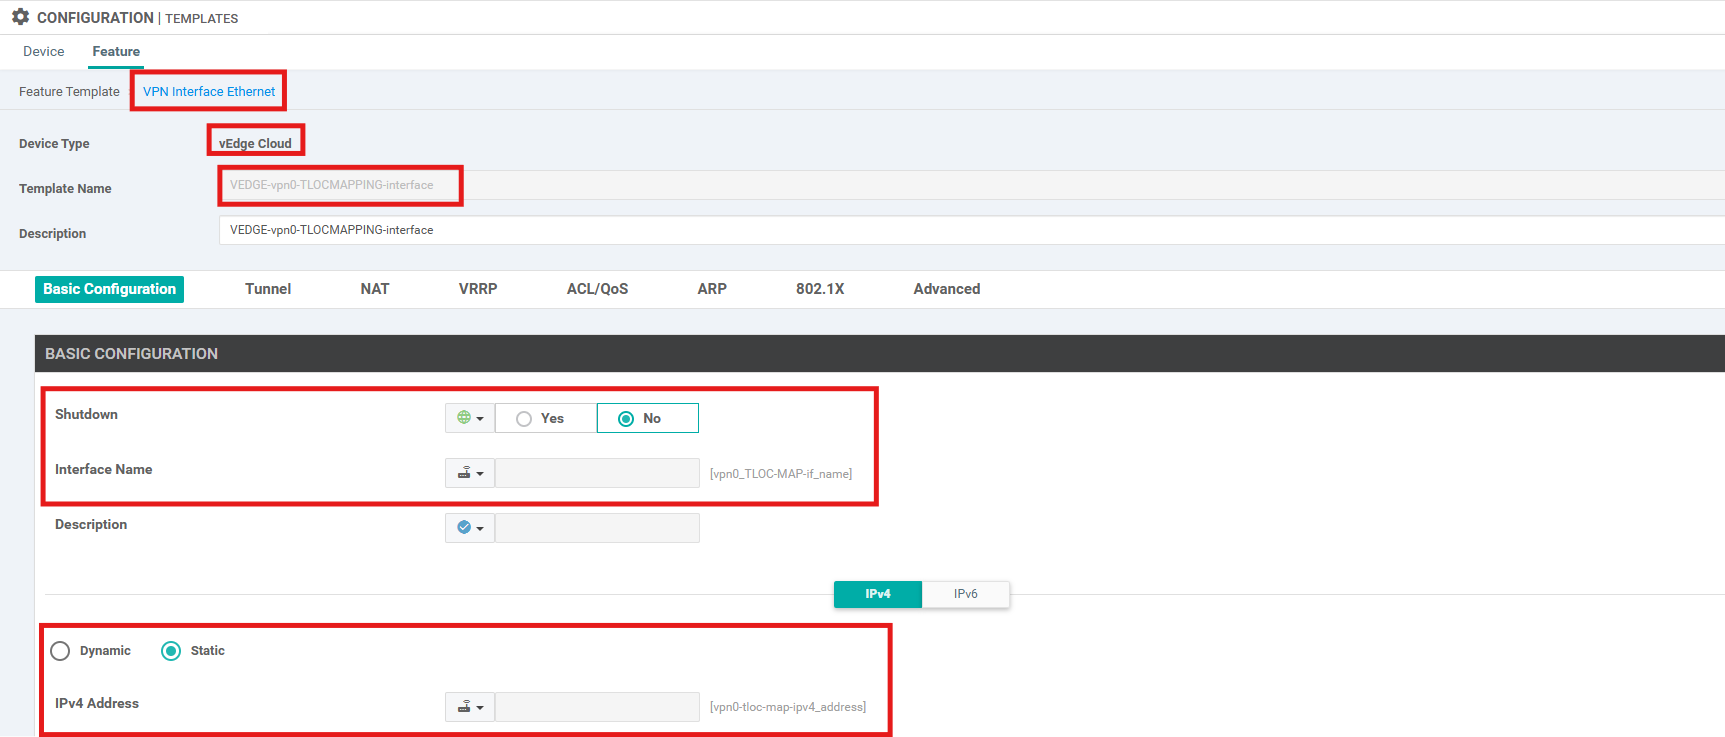 CONFIGURATION | TEMPLATES
Device Feature
Feature Template VPN Interface Ethernet
Device Type vEdge Cloud
Template Name VEDGE-vpn0-TLOCMAPPING-interface
Description VEDGE-vpn0-TLOCMAPPING-interface
Basic Configuration Tunnel NAT VRRP ACL/QoS ARP 802.1X Advanced
BASIC CONFIGURATION
Shutdown Yes No
Interface Name [vpn0_TLOC-MAP-if_name]
Description
IPv4 IPv6
Dynamic Static
IPv4 Address [vpn0-tloc-map-ipv4_address]